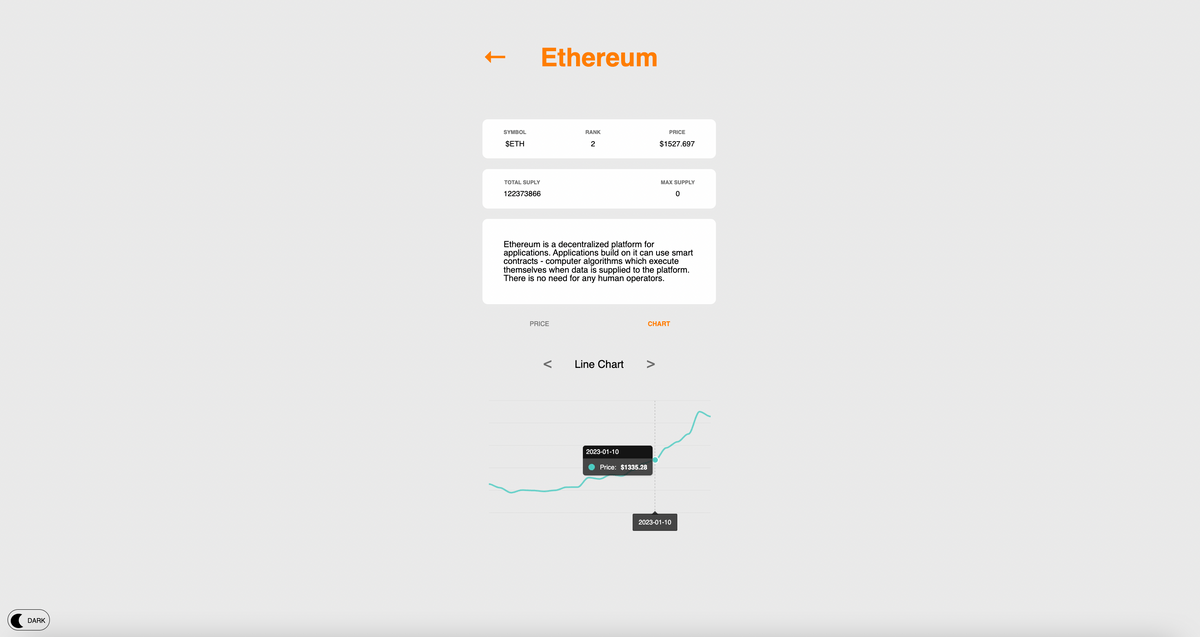 ← Ethereum
SYMBOL RANK PRICE
$ETH 2 $1527.697
TOTAL SUPLY MAX SUPPLY
122373866 0
Ethereum is a decentralized platform for
applications. Applications build on it can use smart
contracts - computer algorithms which execute
themselves when data is supplied to the platform.
There is no need for any human operators.
PRICE CHART
< Line Chart >
2023-01-10
Price: $1335.28
2023-01-10
DARK